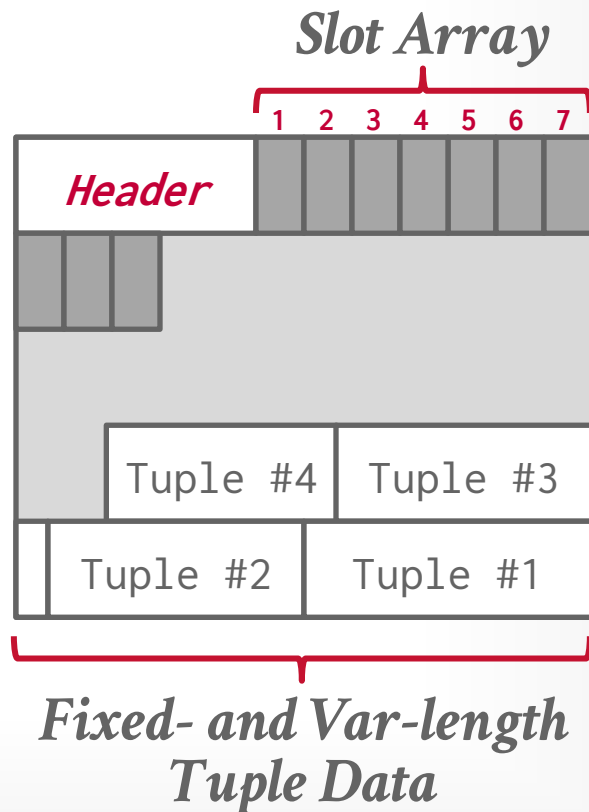 Slot Array
1 2 3 4 5 6 7
Header
Tuple #4 Tuple #3
Tuple #2 Tuple #1
Fixed- and Var-length
Tuple Data